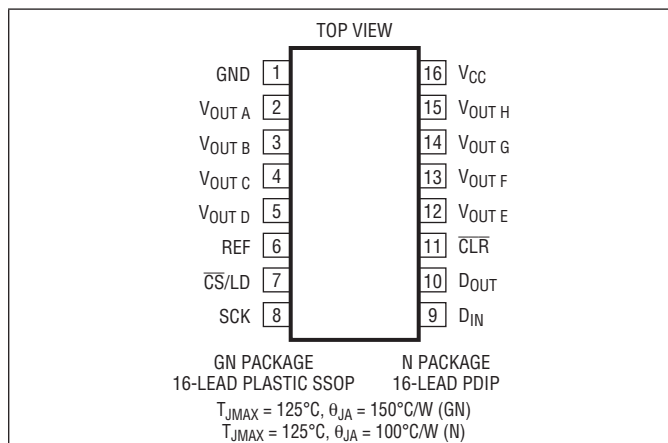 TOP VIEW
GND 1 16 VCC
VOUT A 2 15 VOUT H
VOUT B 3 14 VOUT G
VOUT C 4 13 VOUT F
VOUT D 5 12 VOUT E
REF 6 11 C̅L̅R̅
C̅S̅/LD 7 10 DOUT
SCK 8 9 DIN
GN PACKAGE N PACKAGE
16-LEAD PLASTIC SSOP 16-LEAD PDIP
TJMAX = 125°C, θJA = 150°C/W (GN)
TJMAX = 125°C, θJA = 100°C/W (N)